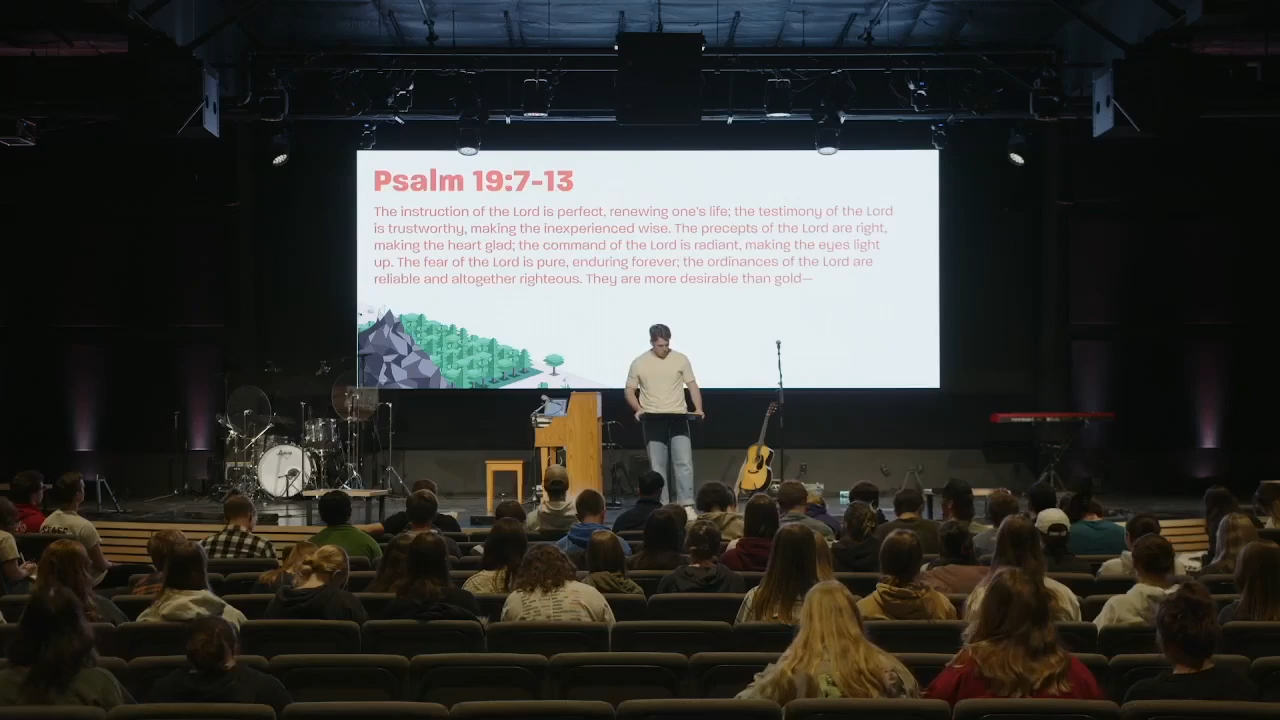 Psalm 19:7-13
The instruction of the Lord is perfect, renewing one's life; the testimony of the Lord
is trustworthy, making the inexperienced wise. The precepts of the Lord are right,
making the heart glad; the command of the Lord is radiant, making the eyes light
up. The fear of the Lord is pure, enduring forever; the ordinances of the Lord are
reliable and altogether righteous. They are more desirable than gold—